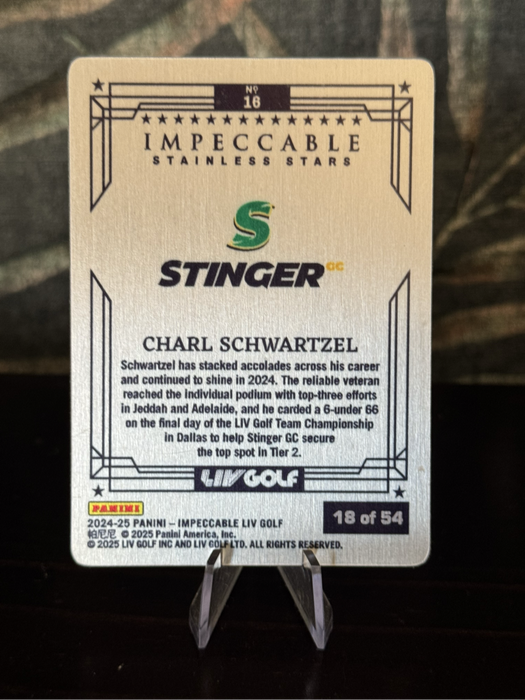 Nº
16
IMPECCABLE
STAINLESS STARS
S
STINGER GC
CHARL SCHWARTZEL
Schwartzel has stacked accolades across his career
and continued to shine in 2024. The reliable veteran
reached the individual podium with top-three efforts
in Jeddah and Adelaide, and he carded a 6-under 66
on the final day of the LIV Golf Team Championship
in Dallas to help Stinger GC secure
the top spot in Tier 2.
LIV GOLF
PANINI
2024-25 PANINI – IMPECCABLE LIV GOLF
帕尼尼 © 2025 Panini America, Inc.
© 2025 LIV GOLF INC AND LIV GOLF LTD. ALL RIGHTS RESERVED.
18 of 54